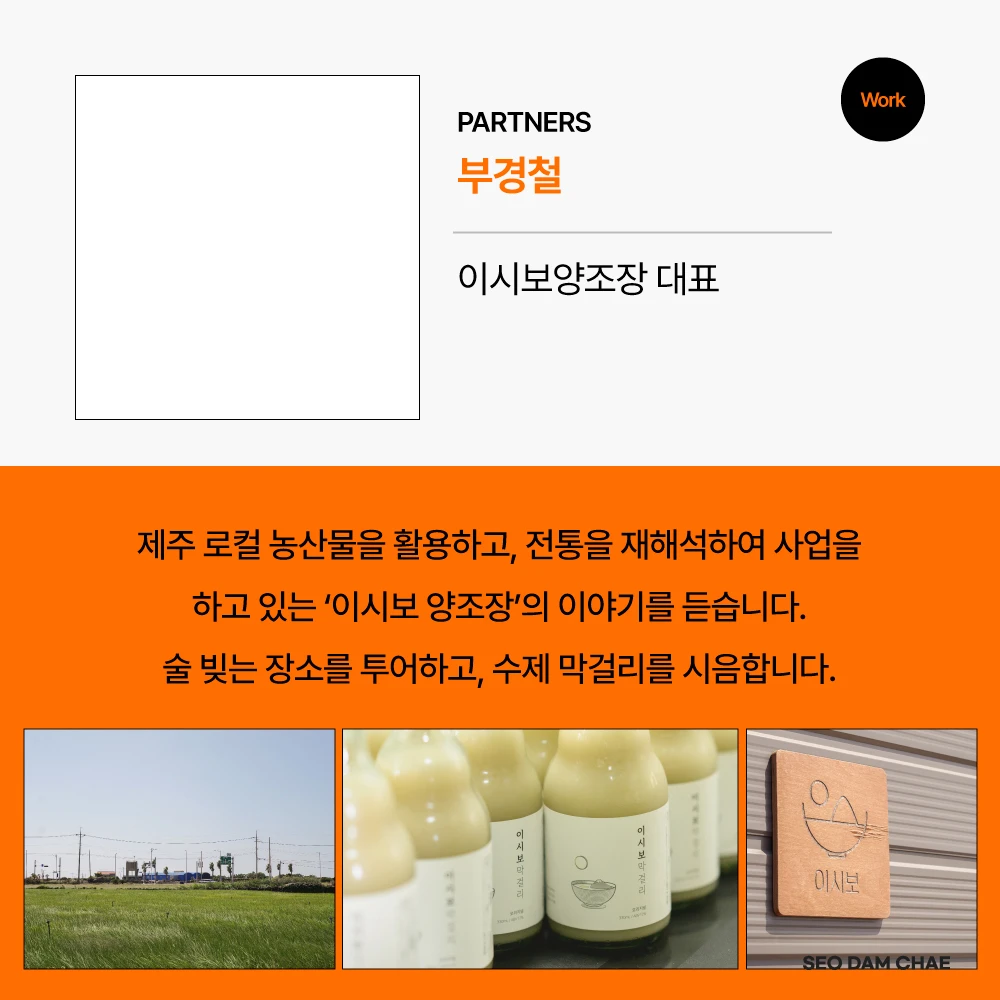 PARTNERS
Work
부경철
이시보양조장 대표
제주 로컬 농산물을 활용하고, 전통을 재해석하여 사업을
하고 있는 ‘이시보 양조장’의 이야기를 듣습니다.
술 빚는 장소를 투어하고, 수제 막걸리를 시음합니다.
이시보막걸리
이시보막걸리
이시보
SEO DAM CHAE